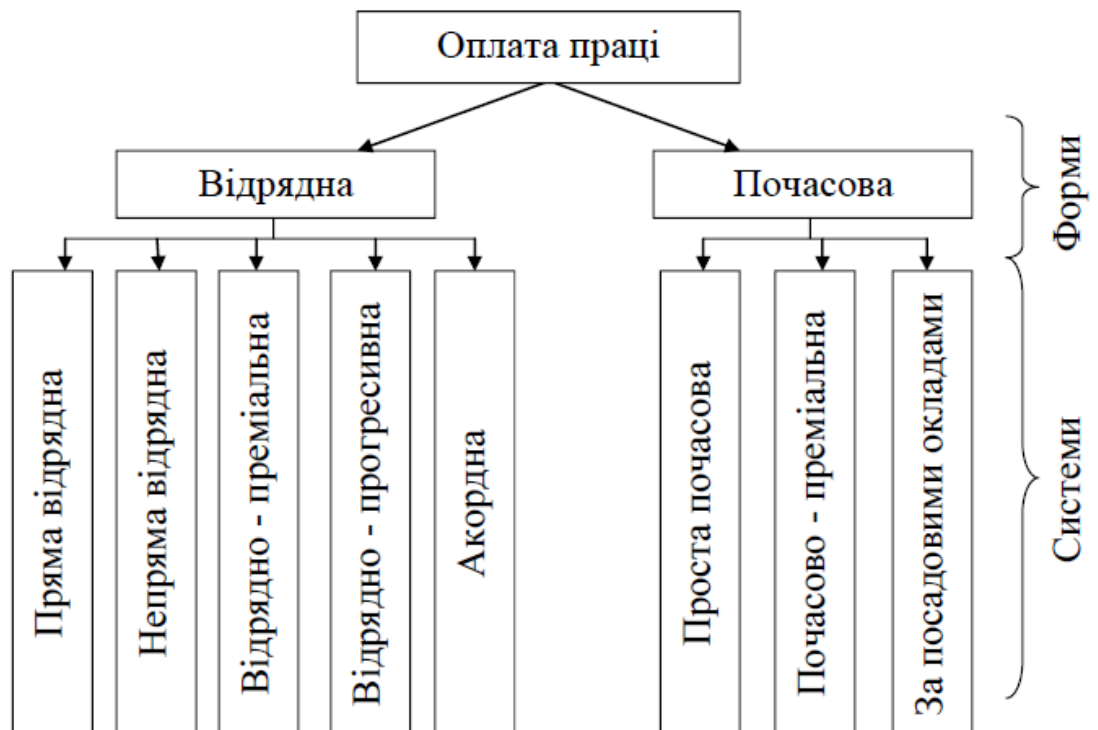 Оплата праці
Відрядна
Почасова
Форми
Пряма відрядна
Непряма відрядна
Відрядно - преміальна
Відрядно - прогресивна
Акордна
Проста почасова
Почасово - преміальна
За посадовими окладами
Системи